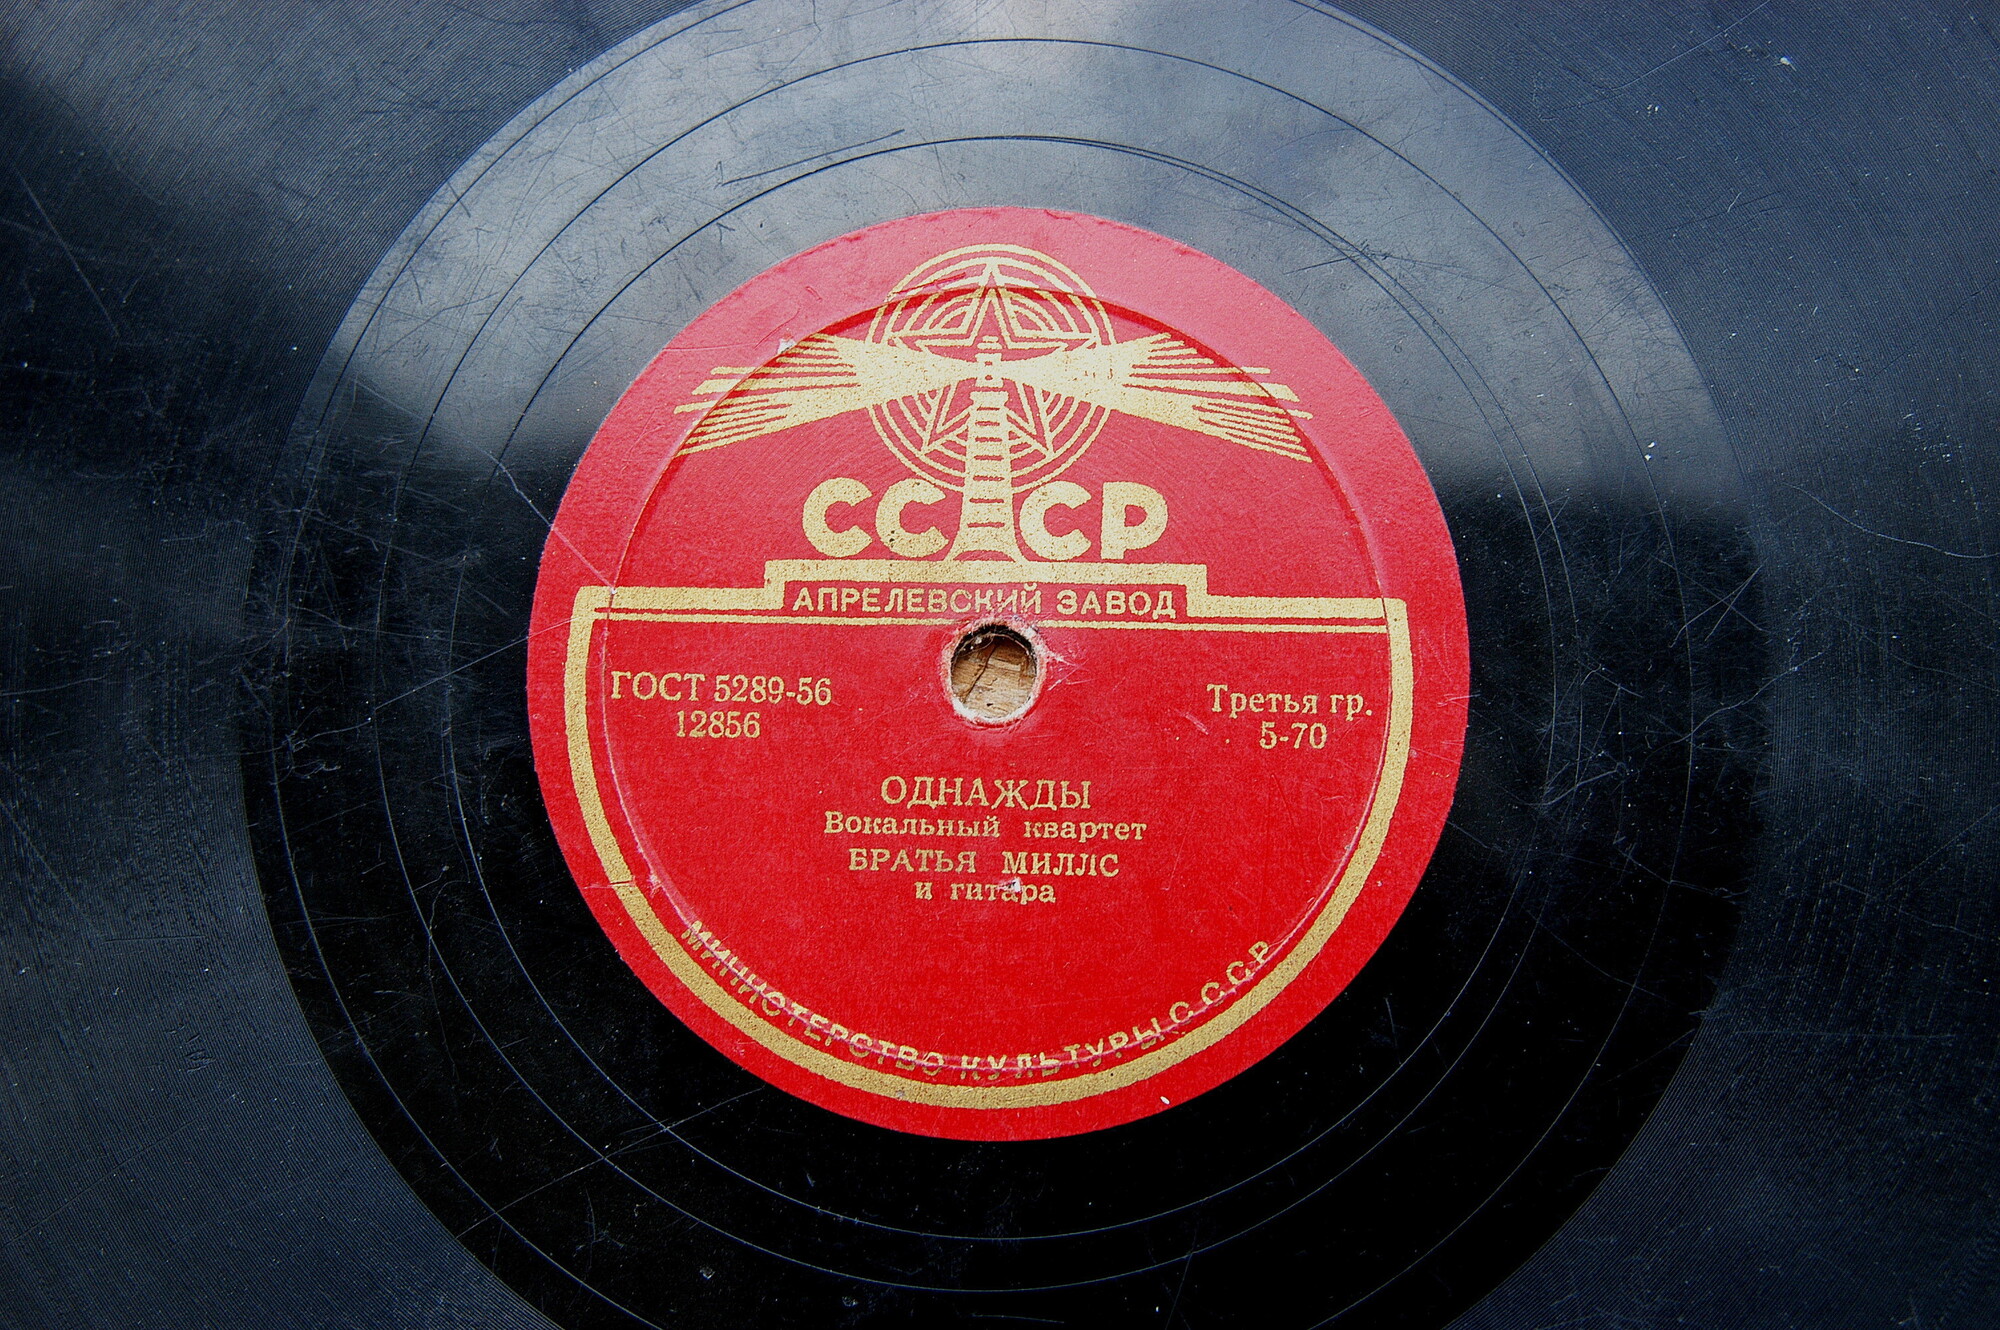 СССР
АПРЕЛЕВСКИЙ ЗАВОД
ГОСТ 5289-56
12856
Третья гр.
5-70
ОДНАЖДЫ
Вокальный квартет
БРАТЬЯ МИЛЛС
и гитара
МИНИСТЕРСТВО КУЛЬТУРЫ СССР